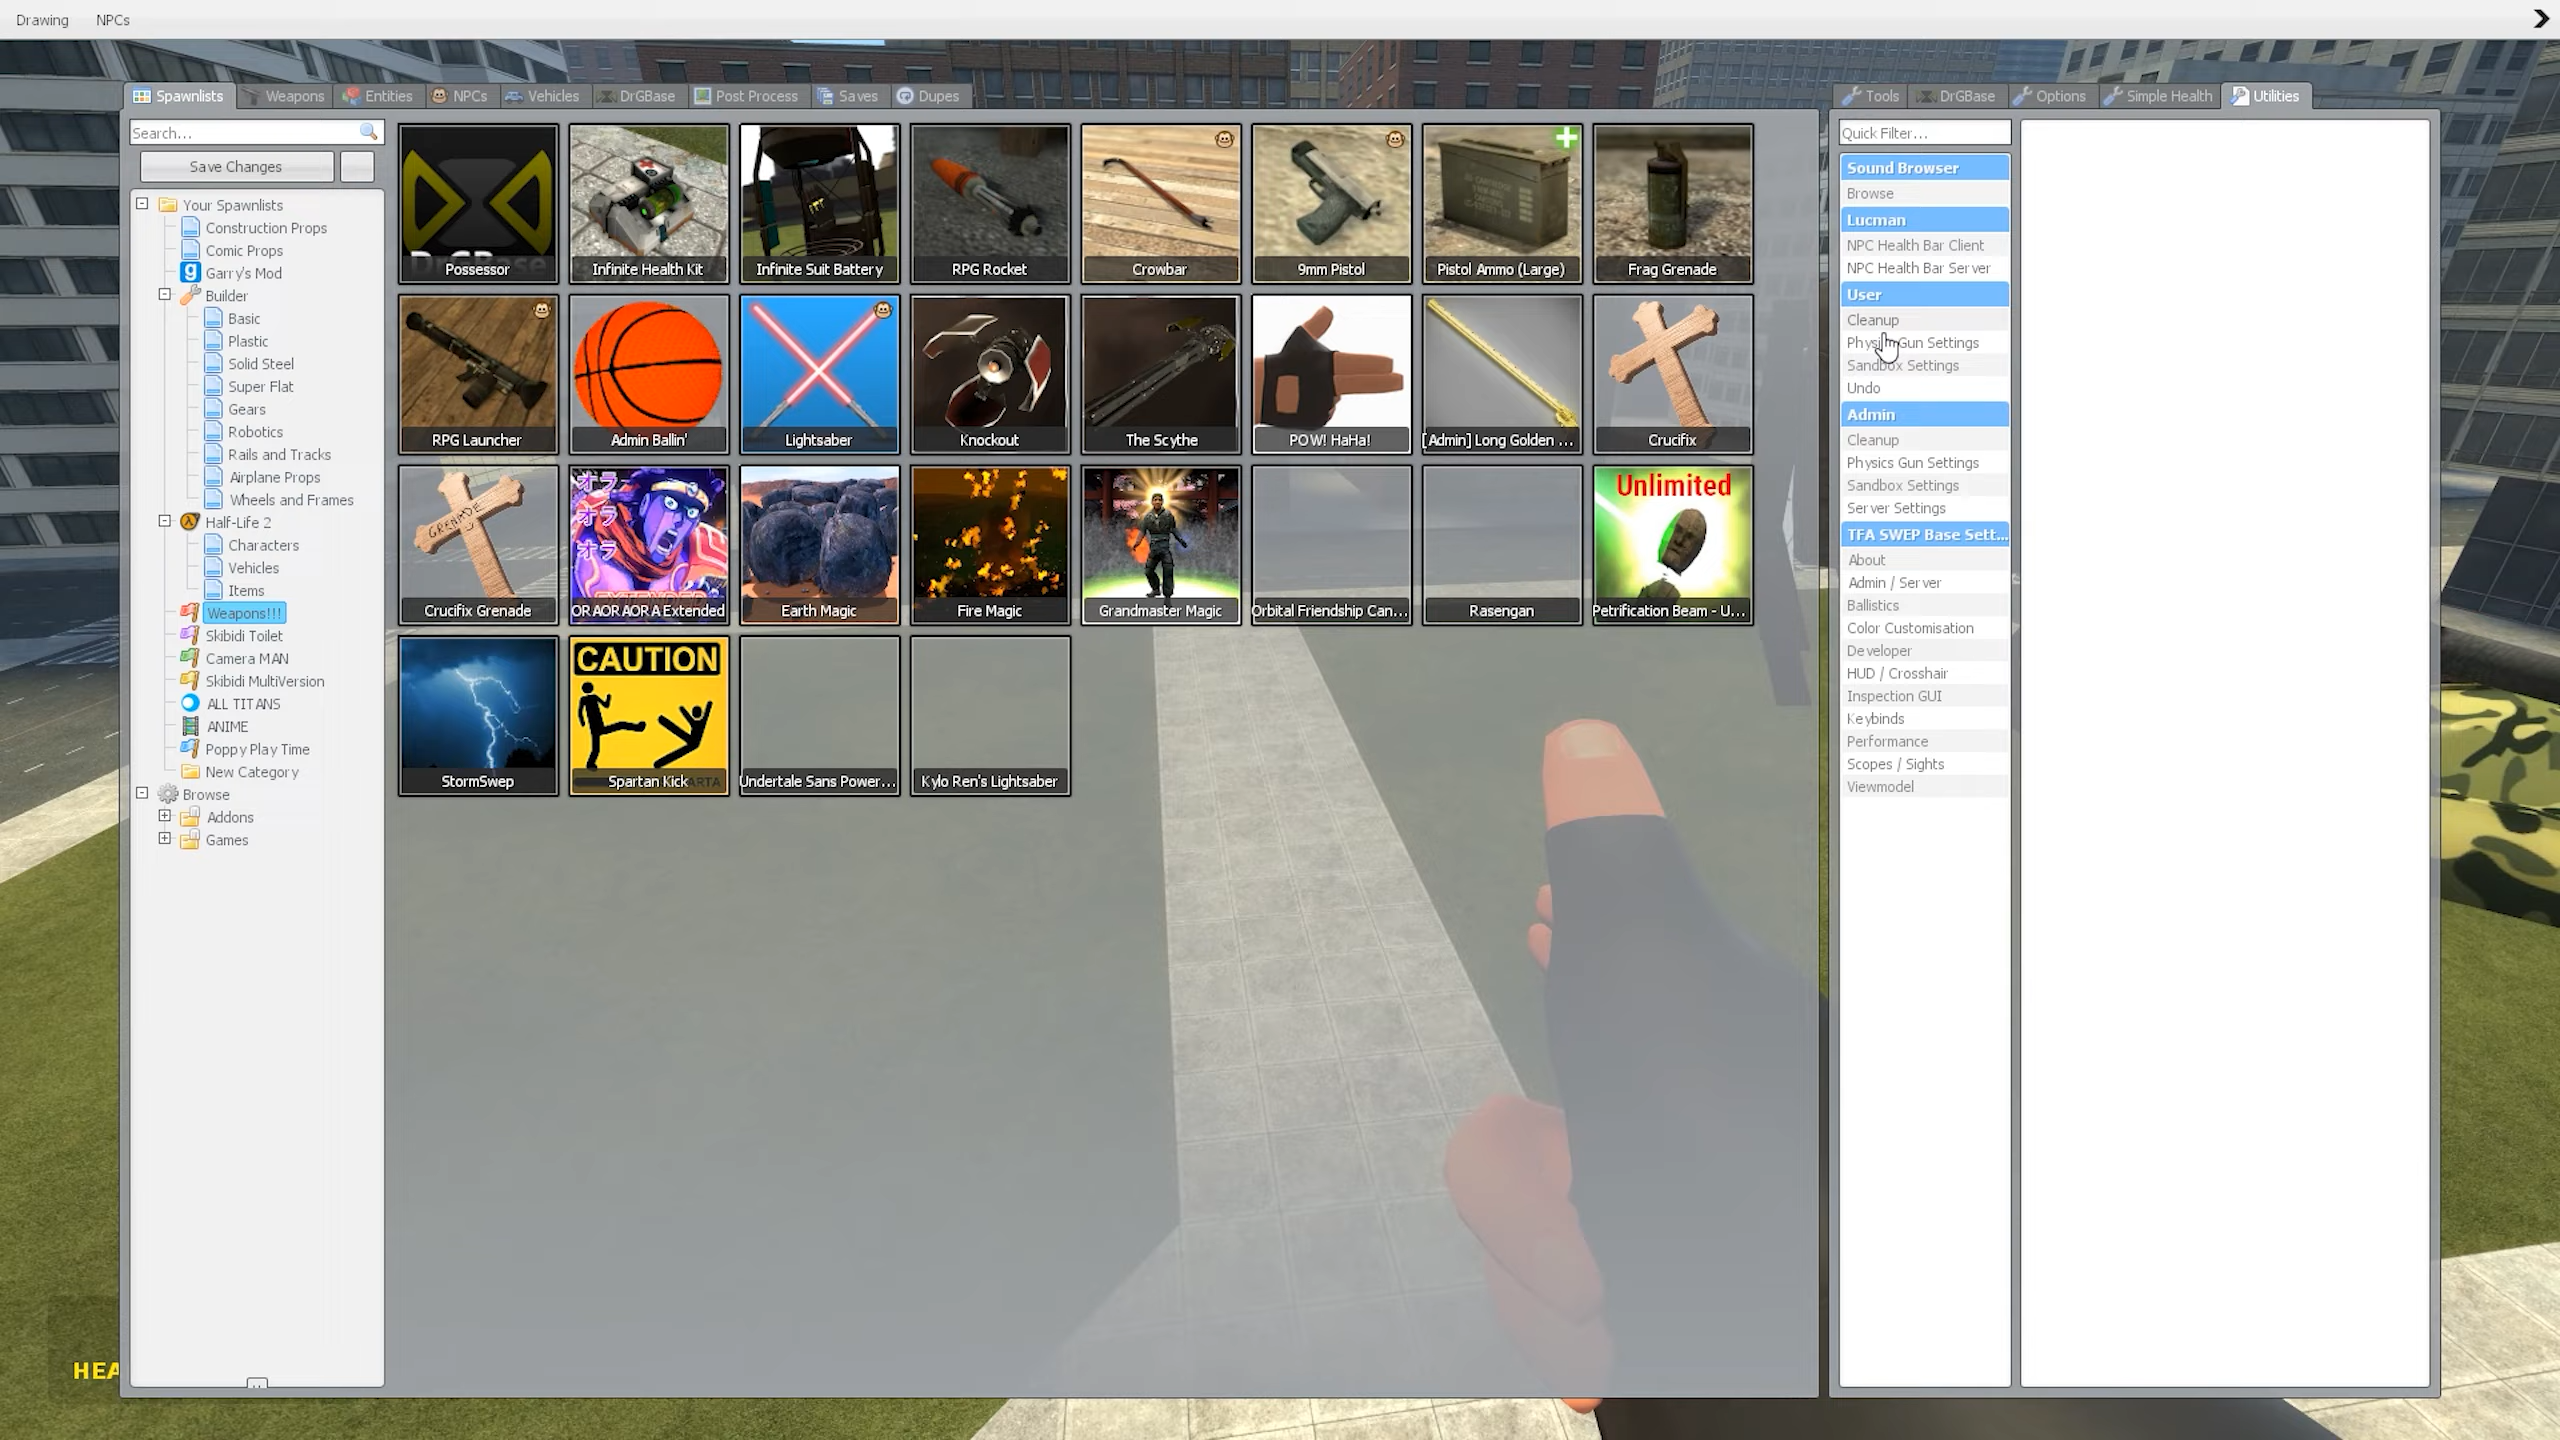 Drawing NPCs
Spawnlists Weapons Entities NPCs Vehicles DrGBase Post Process Saves Dupes
Tools DrGBase Options Simple Health Utilities
Search...
Save Changes
Your Spawnlists
Construction Props
Comic Props
Garry's Mod
Builder
Basic
Plastic
Solid Steel
Super Flat
Gears
Robotics
Rails and Tracks
Airplane Props
Wheels and Frames
Half-Life 2
Characters
Vehicles
Items
Weapons!!!
Skibidi Toilet
Camera MAN
Skibidi MultiVersion
ALL TITANS
ANIME
Poppy Play Time
New Category
Browse
Addons
Games
Possessor
Infinite Health Kit
Infinite Suit Battery
RPG Rocket
Crowbar
9mm Pistol
Pistol Ammo (Large)
Frag Grenade
RPG Launcher
Admin Ballin'
Lightsaber
Knockout
The Scythe
POW! HaHa!
[Admin] Long Golden ...
Crucifix
GRENADE
Crucifix Grenade
オラ
オラ
オラ
ORAORAORA Extended
Earth Magic
Fire Magic
Grandmaster Magic
Orbital Friendship Can...
Rasengan
Unlimited
Petrification Beam - U...
StormSwep
CAUTION
Spartan Kick
Undertale Sans Power...
Kylo Ren's Lightsaber
Quick Filter...
Sound Browser
Browse
Lucman
NPC Health Bar Client
NPC Health Bar Server
User
Cleanup
Physics Gun Settings
Sandbox Settings
Undo
Admin
Cleanup
Physics Gun Settings
Sandbox Settings
Server Settings
TFA SWEP Base Sett...
About
Admin / Server
Ballistics
Color Customisation
Developer
HUD / Crosshair
Inspection GUI
Keybinds
Performance
Scopes / Sights
Viewmodel
HEA